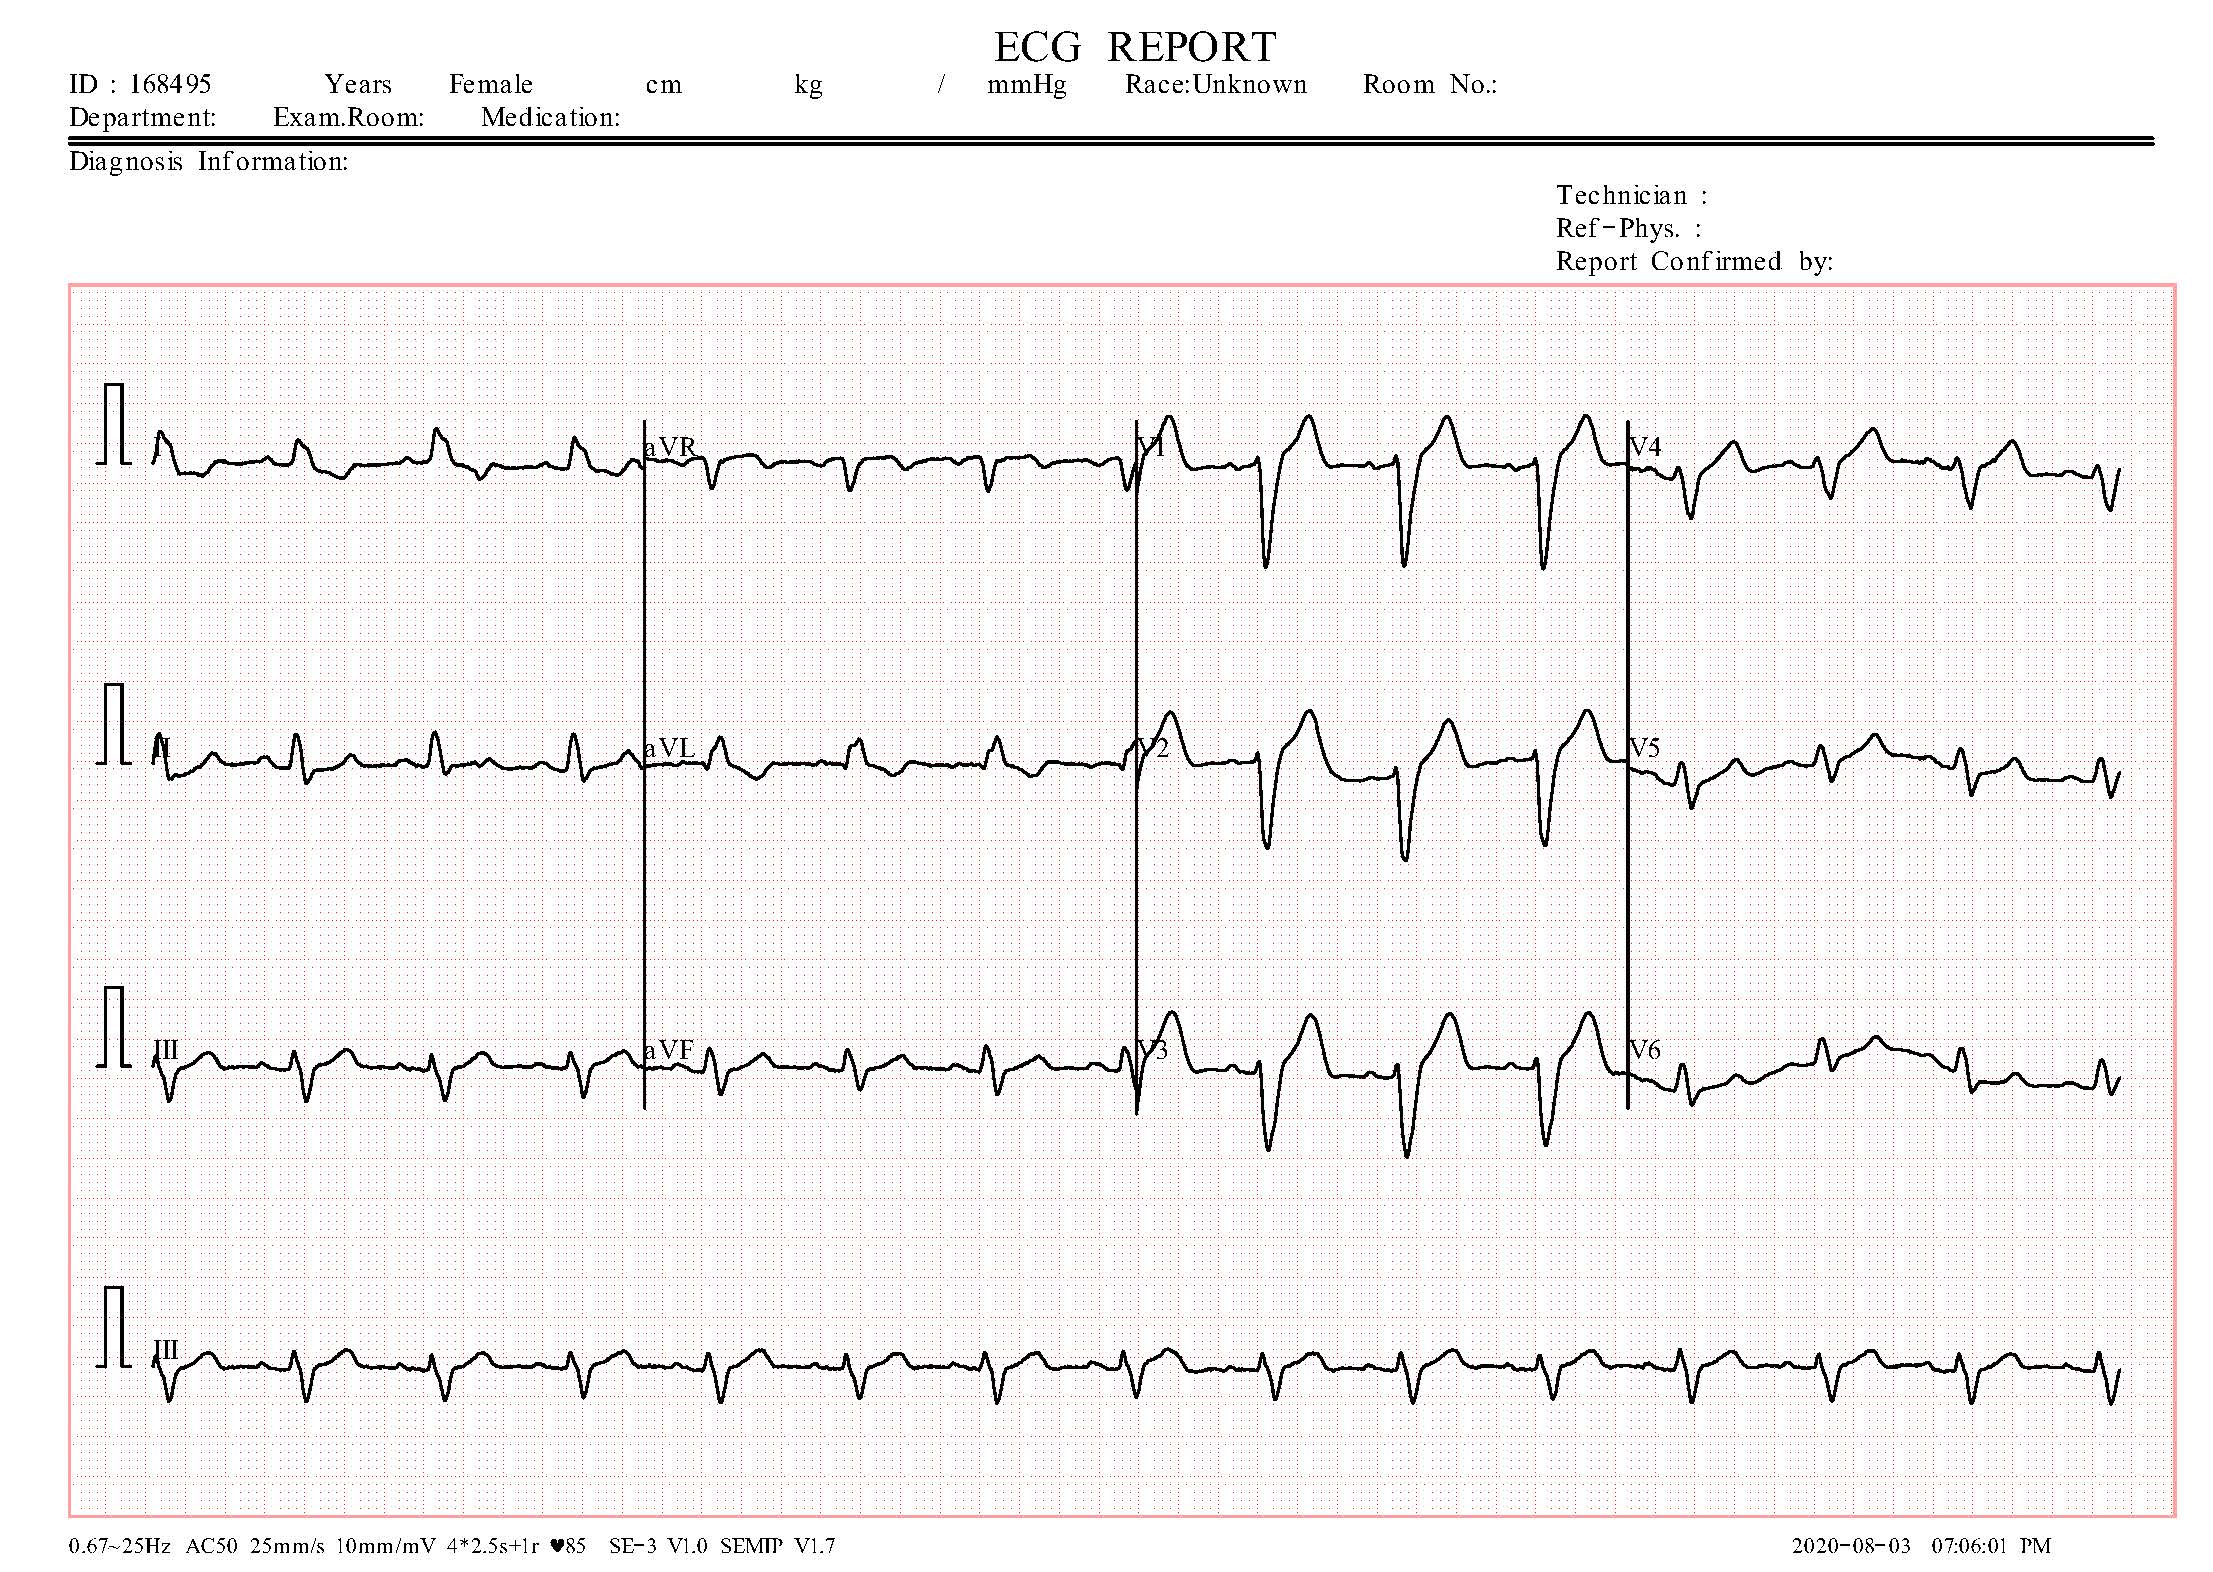 ECG REPORT
ID : 168495 Years Female cm kg / mmHg Race:Unknown Room No.:
Department: Exam.Room: Medication:
Diagnosis Information:
Technician :
Ref-Phys. :
Report Confirmed by:
I aVR V1 V4
II aVL V2 V5
III aVF V3 V6
III
0.67~25Hz AC50 25mm/s 10mm/mV 4*2.5s+1r ♥85 SE-3 V1.0 SEMIP V1.7 2020-08-03 07:06:01 PM